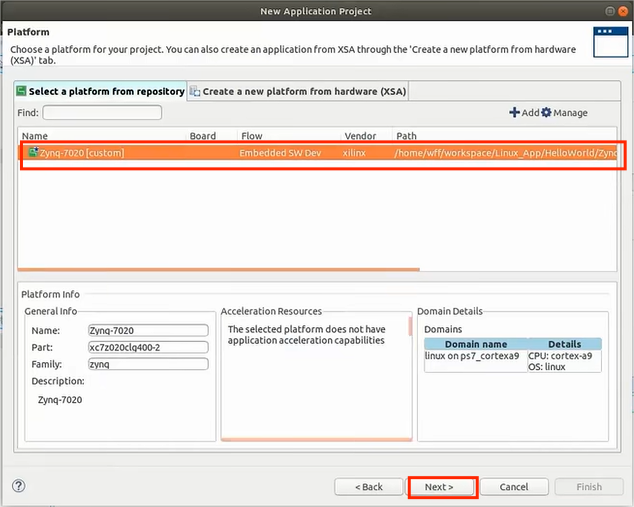 New Application Project
Platform
Choose a platform for your project. You can also create an application from XSA through the 'Create a new platform from hardware
(XSA)' tab.
Select a platform from repository Create a new platform from hardware (XSA)
Find: Add Manage
Name Board Flow Vendor Path
Zynq-7020 [custom] Embedded SW Dev xilinx /home/wff/workspace/Linux_App/HelloWorld/Zynq
Platform Info
General Info Acceleration Resources Domain Details
Name: Zynq-7020 The selected platform does not have Domains
Part: xc7z020clg400-2 application acceleration capabilities Domain name Details
Family: zynq linux on ps7_cortexa9 CPU: cortex-a9
Description: OS: linux
Zynq-7020
< Back Next > Cancel Finish